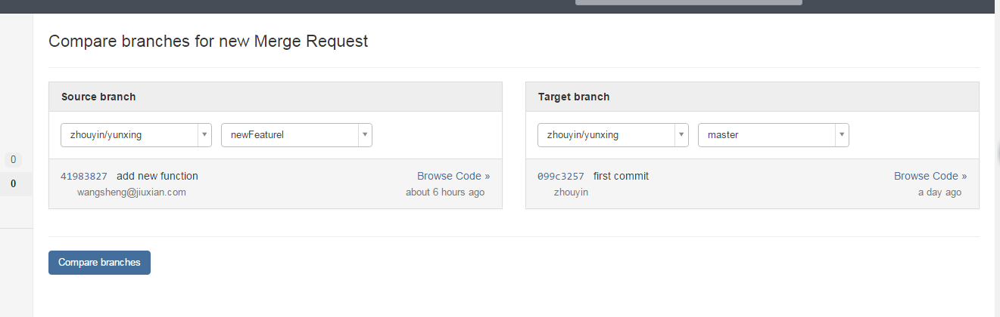 Compare branches for new Merge Request
Source branch
zhouyin/yunxing newFeaturel
41983827 add new function Browse Code »
wangsheng@jiuxian.com about 6 hours ago
Target branch
zhouyin/yunxing master
099c3257 first commit Browse Code »
zhouyin a day ago
0
0
Compare branches